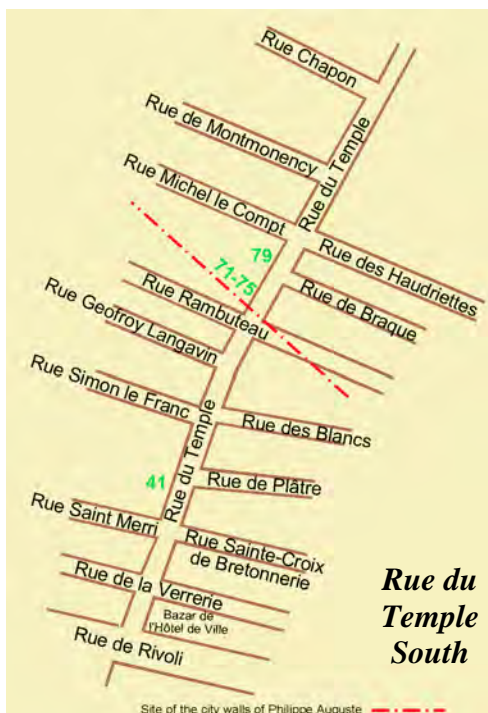 Rue Chapon
Rue de Montmonency
Rue du Temple
Rue Michel le Compt
79
Rue des Haudriettes
71-75
Rue de Braque
Rue Rambuteau
Rue Geofroy Langavin
Rue Simon le Franc
Rue du Temple
Rue des Blancs
41
Rue de Plâtre
Rue Saint Merri
Rue Sainte-Croix
de Bretonnerie
Rue de la Verrerie
Bazar de
l'Hôtel de Ville
Rue de Rivoli
Rue du
Temple
South
Site of the city walls of Philippe Auguste